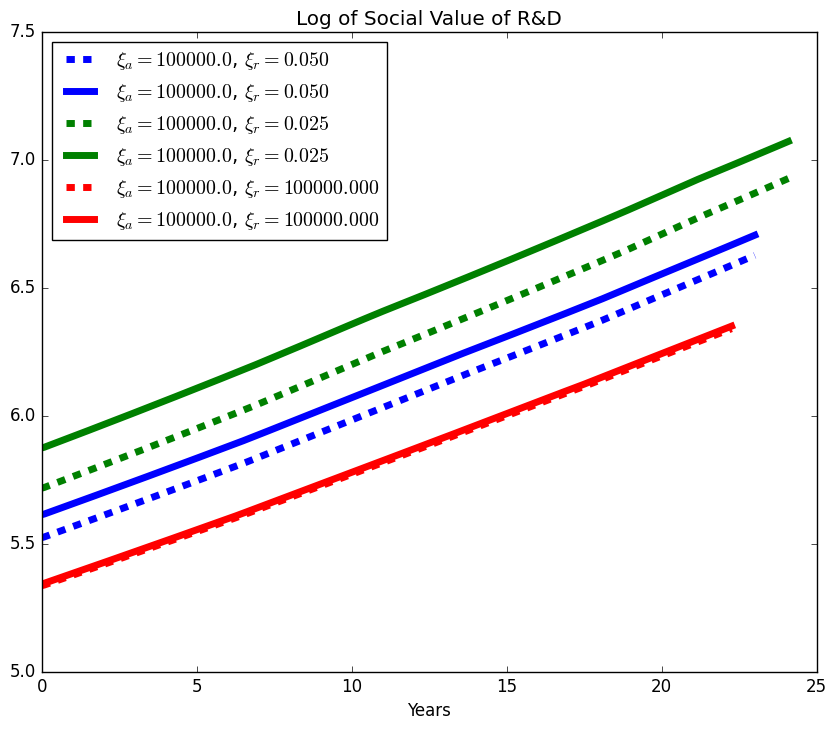 Log of Social Value of R&D
7.5
7.0
6.5
6.0
5.5
5.0
ξₐ = 100000.0, ξᵣ = 0.050
ξₐ = 100000.0, ξᵣ = 0.050
ξₐ = 100000.0, ξᵣ = 0.025
ξₐ = 100000.0, ξᵣ = 0.025
ξₐ = 100000.0, ξᵣ = 100000.000
ξₐ = 100000.0, ξᵣ = 100000.000
0 5 10 15 20 25
Years